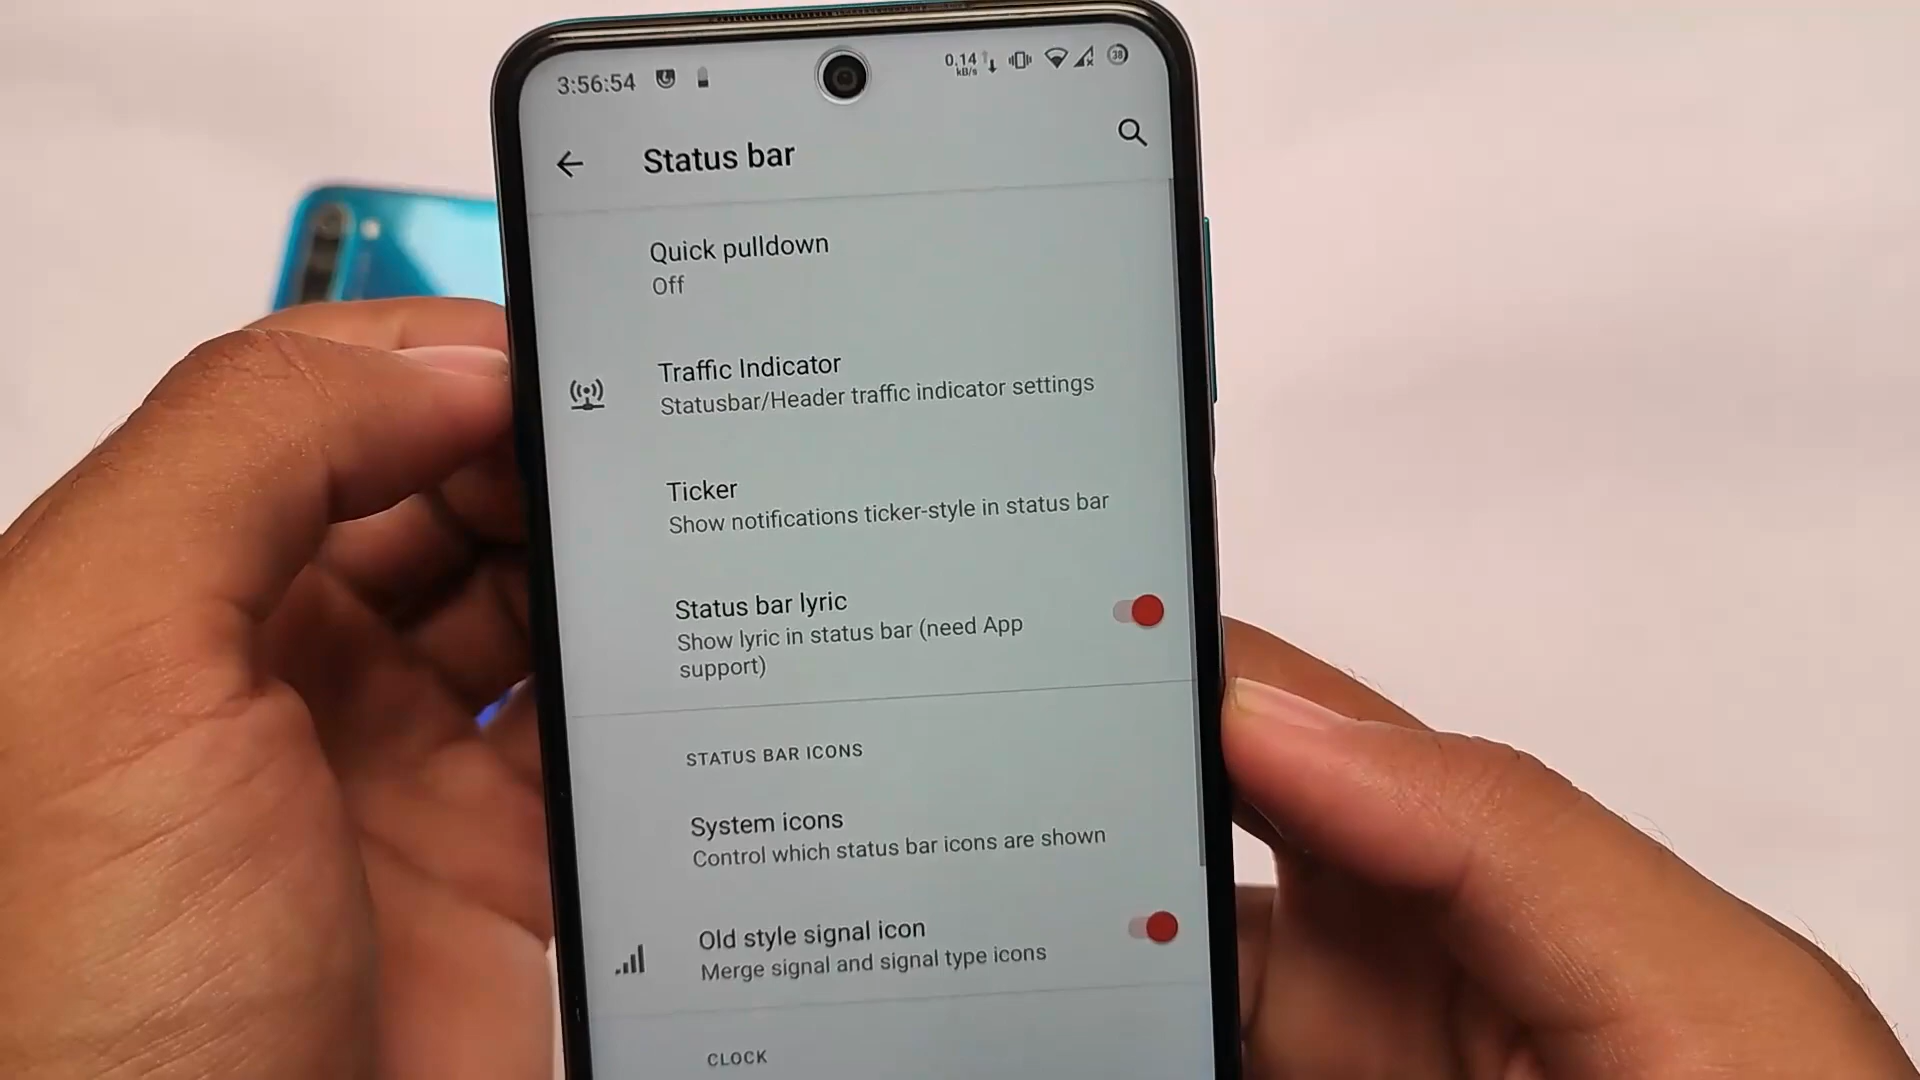 3:56:54
0.14
kB/s
38
Status bar
Quick pulldown
Off
Traffic Indicator
Statusbar/Header traffic indicator settings
Ticker
Show notifications ticker-style in status bar
Status bar lyric
Show lyric in status bar (need App
support)
STATUS BAR ICONS
System icons
Control which status bar icons are shown
Old style signal icon
Merge signal and signal type icons
CLOCK